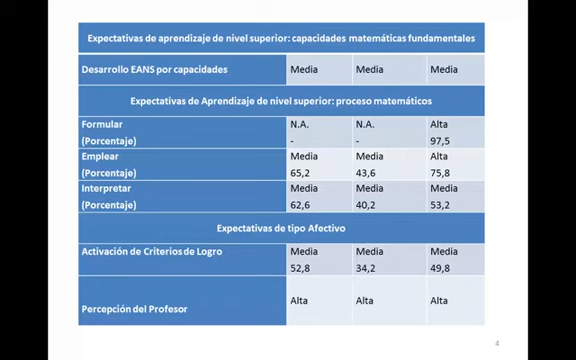 Expectativas de aprendizaje de nivel superior: capacidades matemáticas fundamentales
Desarrollo EANS por capacidades Media Media Media
Expectativas de Aprendizaje de nivel superior: proceso matemáticos
Formular N.A. N.A. Alta
(Porcentaje) - - 97,5
Emplear Media Media Alta
(Porcentaje) 65,2 43,6 75,8
Interpretar Media Media Media
(Porcentaje) 62,6 40,2 53,2
Expectativas de tipo Afectivo
Activación de Criterios de Logro Media Media Media
52,8 34,2 49,8
Alta Alta Alta
Percepción del Profesor
4